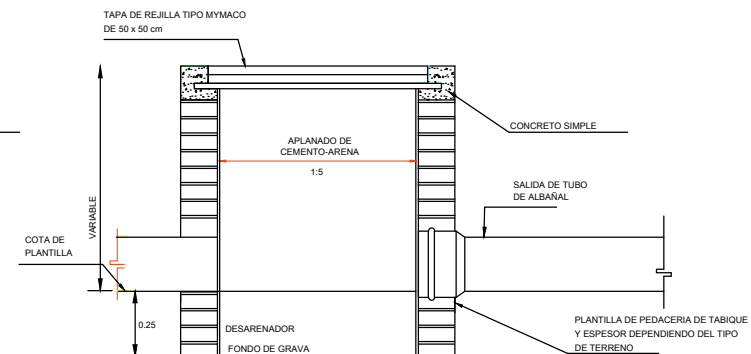 TAPA DE REJILLA TIPO MYMACO
DE 50 x 50 cm
CONCRETO SIMPLE
APLANADO DE
CEMENTO-ARENA
1:5
SALIDA DE TUBO
DE ALBAÑAL
VARIABLE
COTA DE
PLANTILLA
0.25
DESARENADOR
FONDO DE GRAVA
PLANTILLA DE PEDACERIA DE TABIQUE
Y ESPESOR DEPENDIENDO DEL TIPO
DE TERRENO